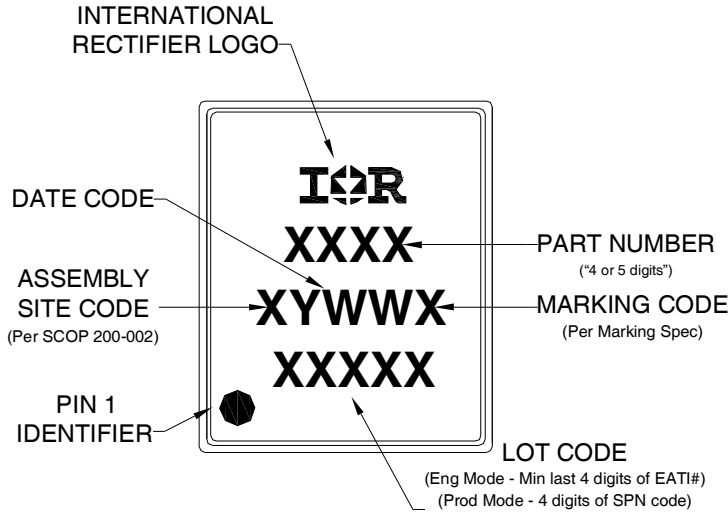 INTERNATIONAL
RECTIFIER LOGO
IOR
DATE CODE
XXXX
PART NUMBER
("4 or 5 digits")
ASSEMBLY
SITE CODE
(Per SCOP 200-002)
XYWWX
MARKING CODE
(Per Marking Spec)
XXXXX
PIN 1
IDENTIFIER
LOT CODE
(Eng Mode - Min last 4 digits of EATI#)
(Prod Mode - 4 digits of SPN code)